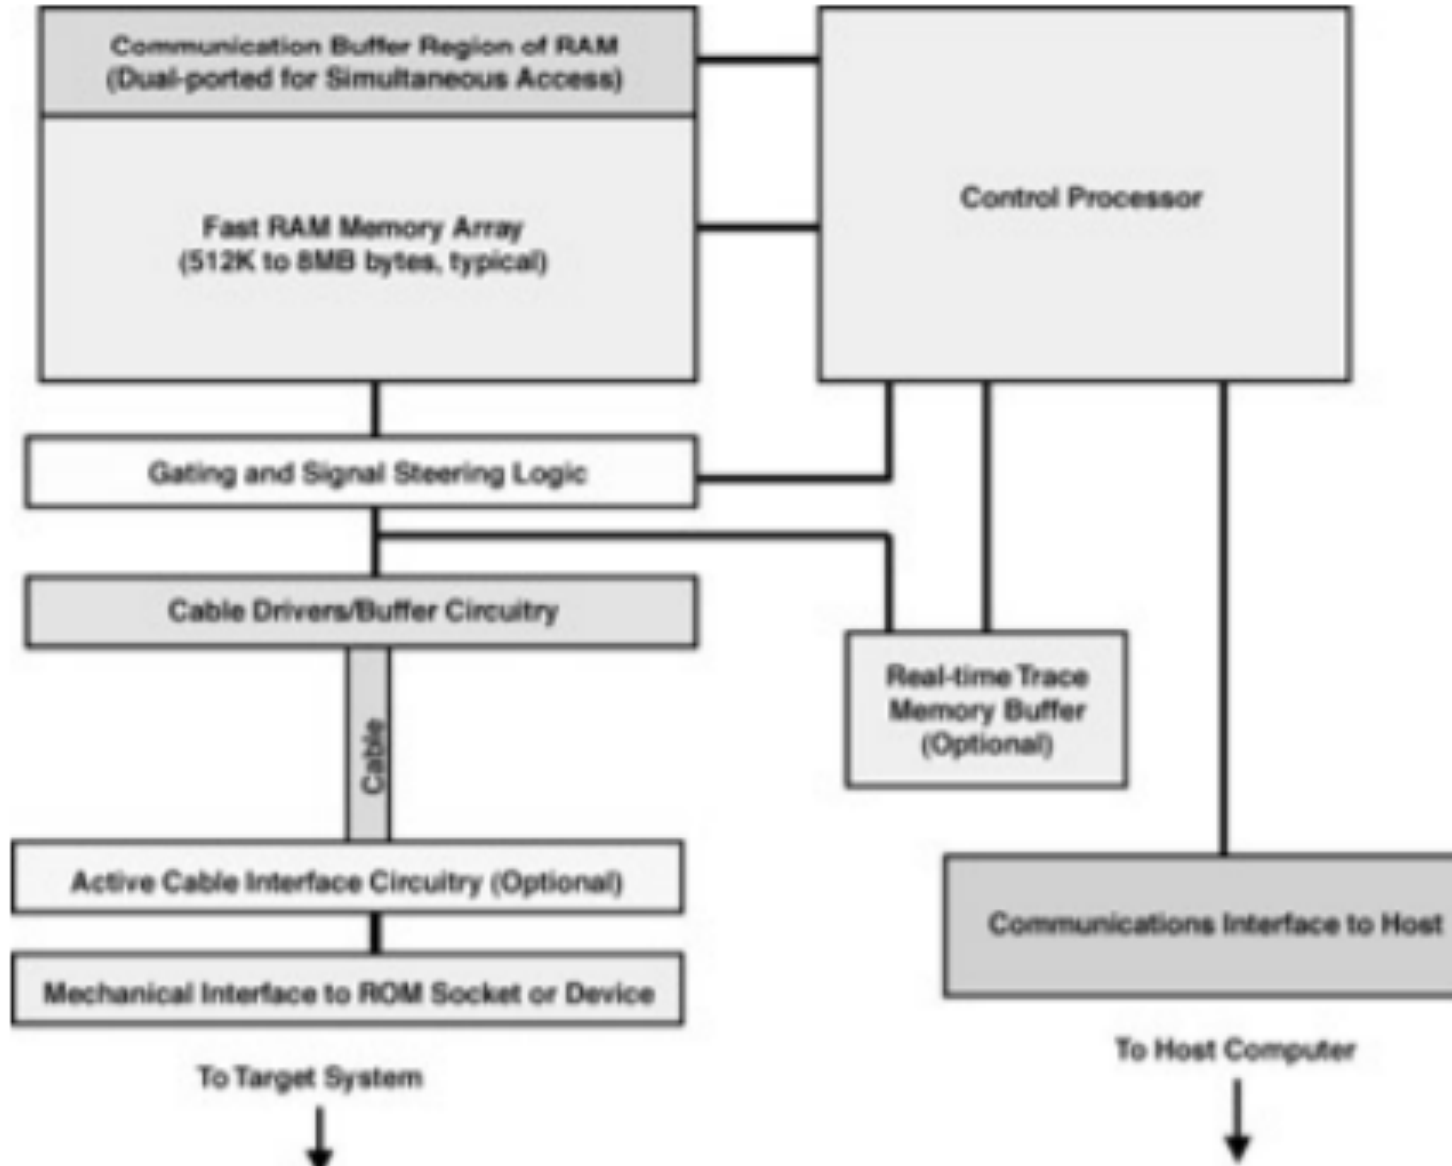 Communication Buffer Region of RAM
(Dual-ported for Simultaneous Access)
Control Processor
Fast RAM Memory Array
(512K to 8MB bytes, typical)
Gating and Signal Steering Logic
Cable Drivers/Buffer Circuitry
Real-time Trace
Memory Buffer
(Optional)
Cable
Active Cable Interface Circuitry (Optional)
Communications Interface to Host
Mechanical Interface to ROM Socket or Device
To Host Computer
To Target System